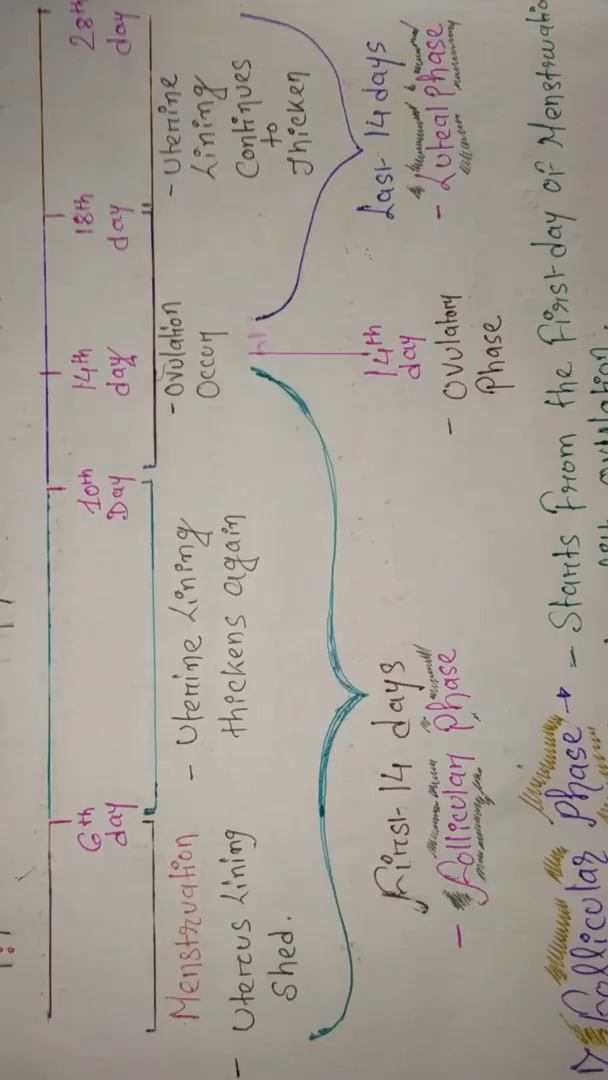 6th day
10th Day
14th day
18th day
28th day
Menstruation
- Uterus Lining
Shed.
- Uterine Lining
thickens again
- Ovulation
Occur
- Uterine
Lining
Continues
to
Thicken
First 14 days
- Follicular Phase
14th
day
- Ovulatory
Phase
Last 14 days
- Luteal Phase
Follicular Phase → - Starts From the First day of Menstruation
ovulation